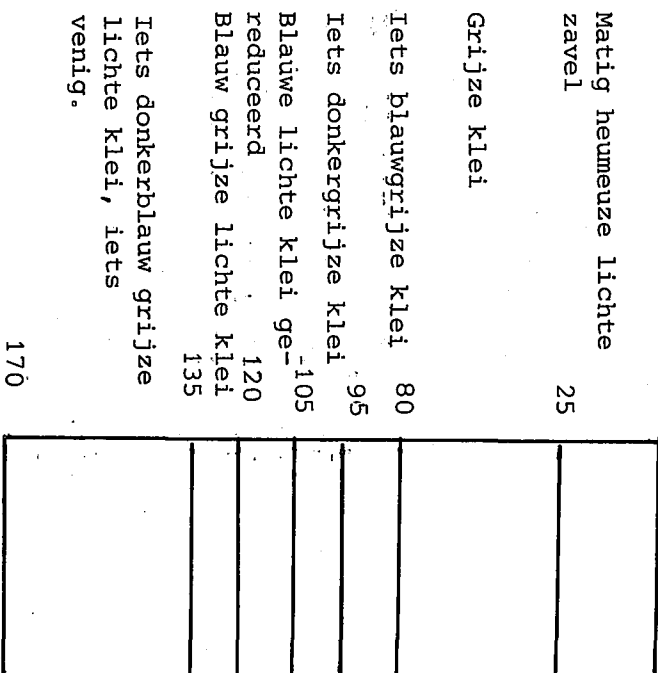 Matig heumeuze lichte
zavel
25
Grijze klei
Iets blauwgrijze klei
80
Iets donkergrijze klei
95
Blauwe lichte klei ge-
105
reduceerd
120
Blauw grijze lichte klei
135
Iets donkerblauw grijze
lichte klei, iets
venig.
170